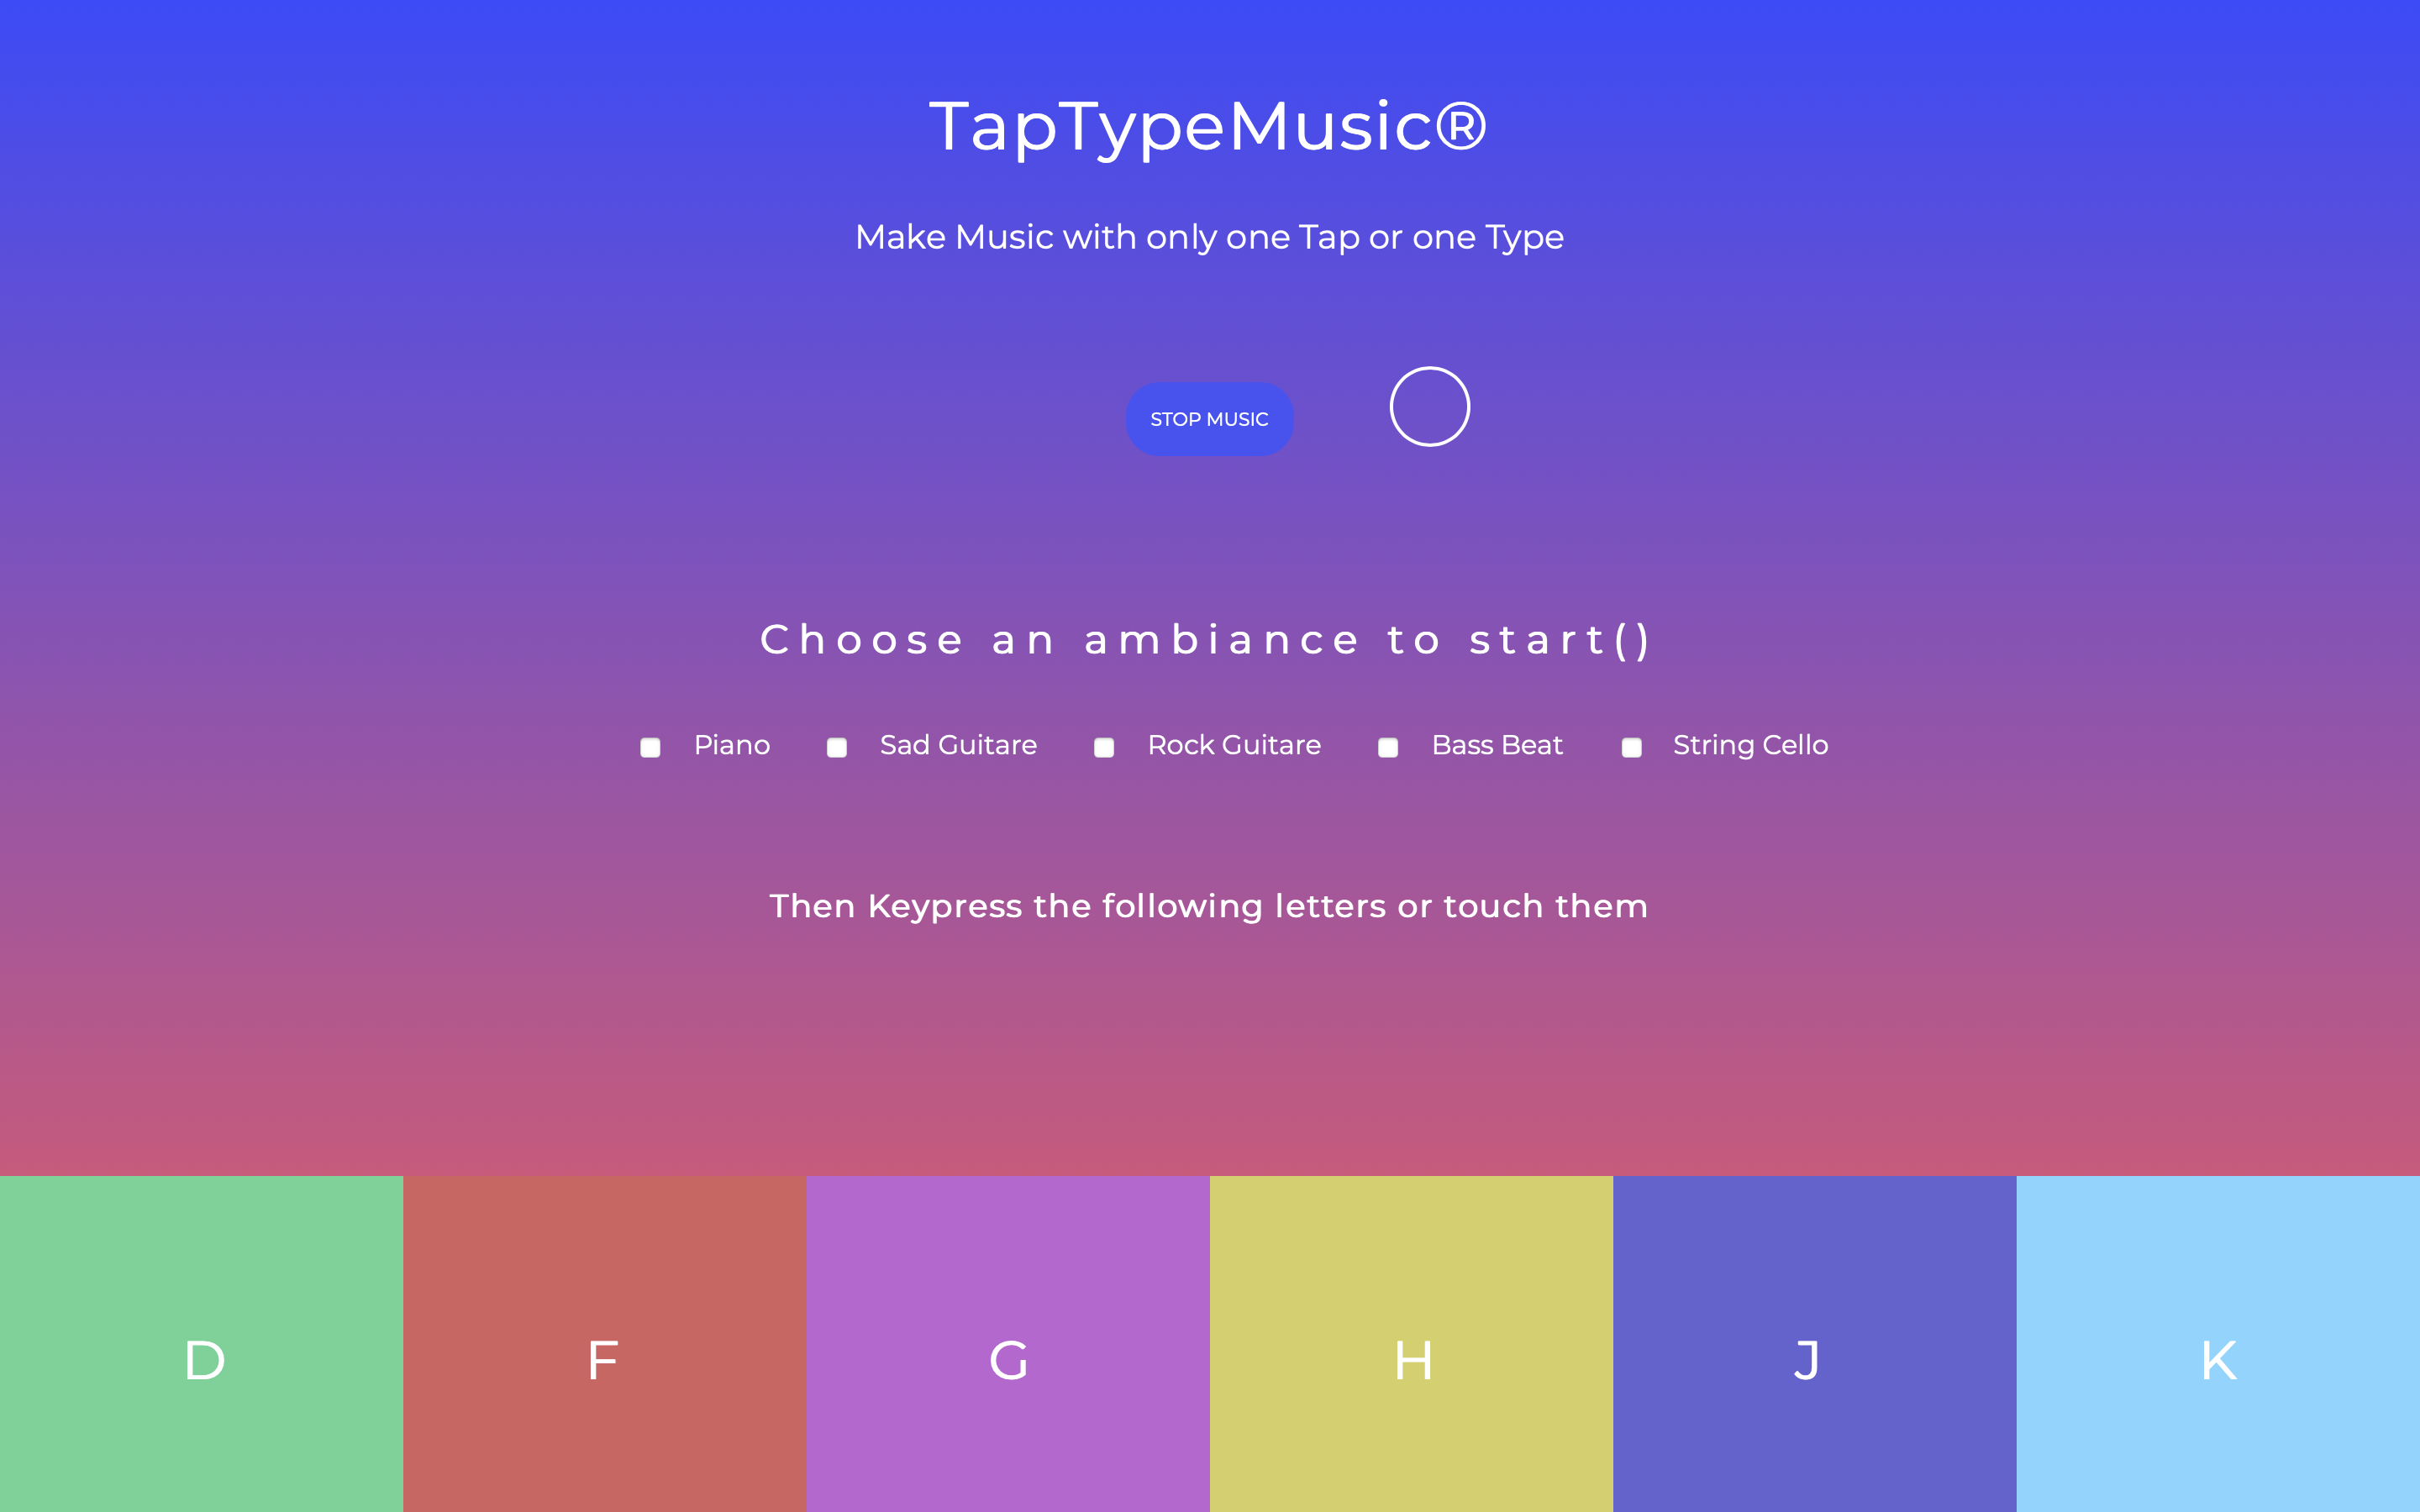 TapTypeMusic®
Make Music with only one Tap or one Type
STOP MUSIC
Choose an ambiance to start()
Piano Sad Guitare Rock Guitare Bass Beat String Cello
Then Keypress the following letters or touch them
D F G H J K